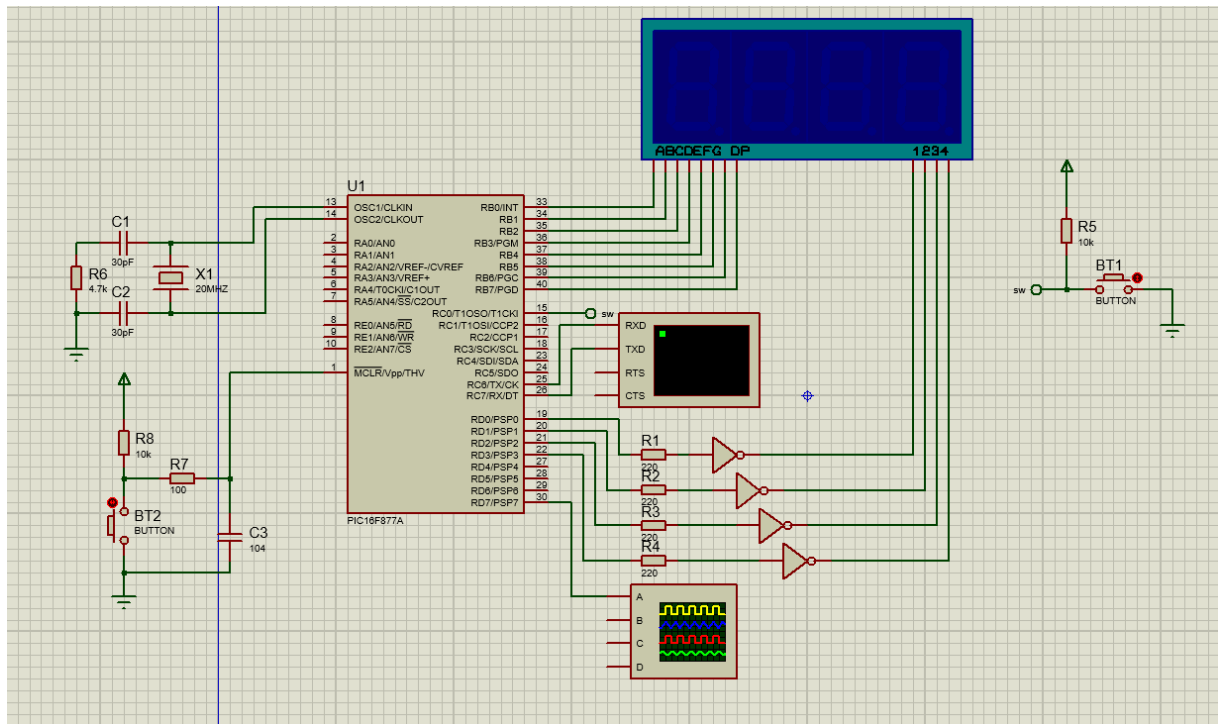 ABCDEFG DP
1234
U1
13
OSC1/CLKIN
14
OSC2/CLKOUT
2
RA0/AN0
3
RA1/AN1
4
RA2/AN2/VREF-/CVREF
5
RA3/AN3/VREF+
6
RA4/T0CKI/C1OUT
7
RA5/AN4/SS/C2OUT
8
RE0/AN5/RD
9
RE1/AN6/WR
10
RE2/AN7/CS
1
MCLR/Vpp/THV
RB0/INT
33
RB1
34
RB2
35
RB3/PGM
36
RB4
37
RB5
38
RB6/PGC
39
RB7/PGD
40
RC0/T1OSO/T1CKI
15
RC1/T1OSI/CCP2
16
RC2/CCP1
17
RC3/SCK/SCL
18
RC4/SDI/SDA
23
RC5/SDO
24
RC6/TX/CK
25
RC7/RX/DT
26
RD0/PSP0
19
RD1/PSP1
20
RD2/PSP2
21
RD3/PSP3
22
RD4/PSP4
27
RD5/PSP5
28
RD6/PSP6
29
RD7/PSP7
30
PIC16F877A
C1
30pF
R6
4.7k
C2
30pF
X1
20MHZ
R8
10k
R7
100
BT2
BUTTON
C3
104
sw
RXD
TXD
RTS
CTS
R1
220
R2
220
R3
220
R4
220
A
B
C
D
R5
10k
BT1
BUTTON
sw